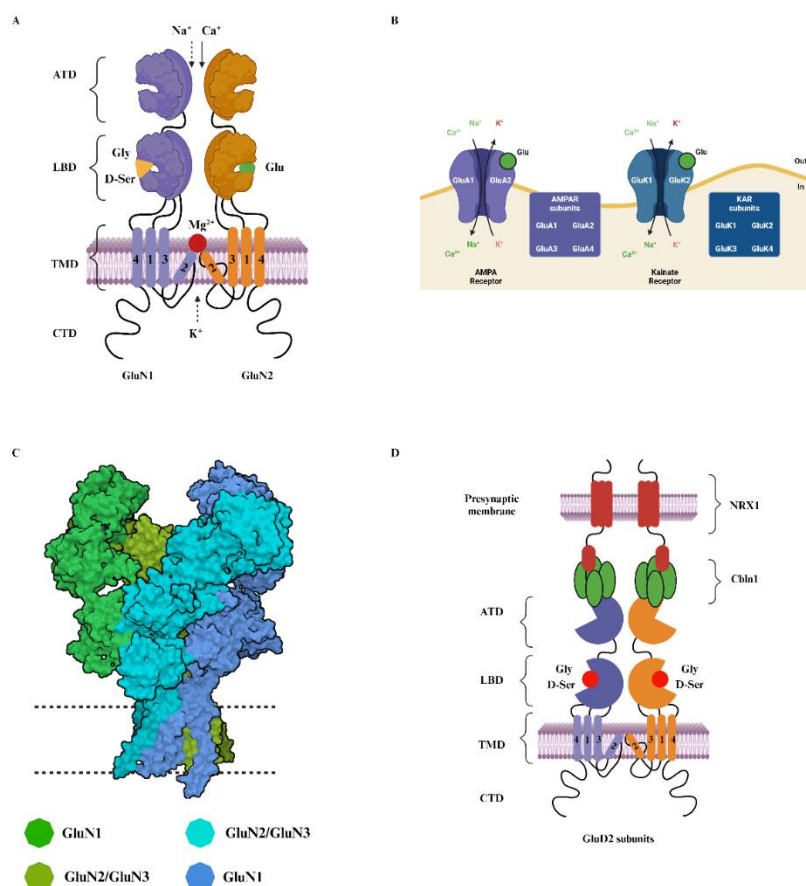 A
Na⁺ Ca²⁺
ATD
LBD
Gly
D-Ser
Glu
Mg²⁺
TMD
4 1 3 2 2 3 1 4
K⁺
CTD
GluN1 GluN2
B
Ca²⁺ Na⁺ K⁺ Glu
Ca²⁺ Na⁺ K⁺ Glu
Out
In
GluA1 GluA2
GluK1 GluK2
AMPAR
subunits
GluA1 GluA2
GluA3 GluA4
KAR
subunits
GluK1 GluK2
GluK3 GluK4
Ca²⁺ Na⁺ K⁺
Ca²⁺ Na⁺ K⁺
AMPA
Receptor
Kainate
Receptor
C
GluN1
GluN2/GluN3
GluN2/GluN3
GluN1
D
Presynaptic
membrane
NRX1
Cbln1
ATD
LBD
Gly
D-Ser
Gly
D-Ser
TMD
4 1 3 2 2 3 1 4
CTD
GluD2 subunits